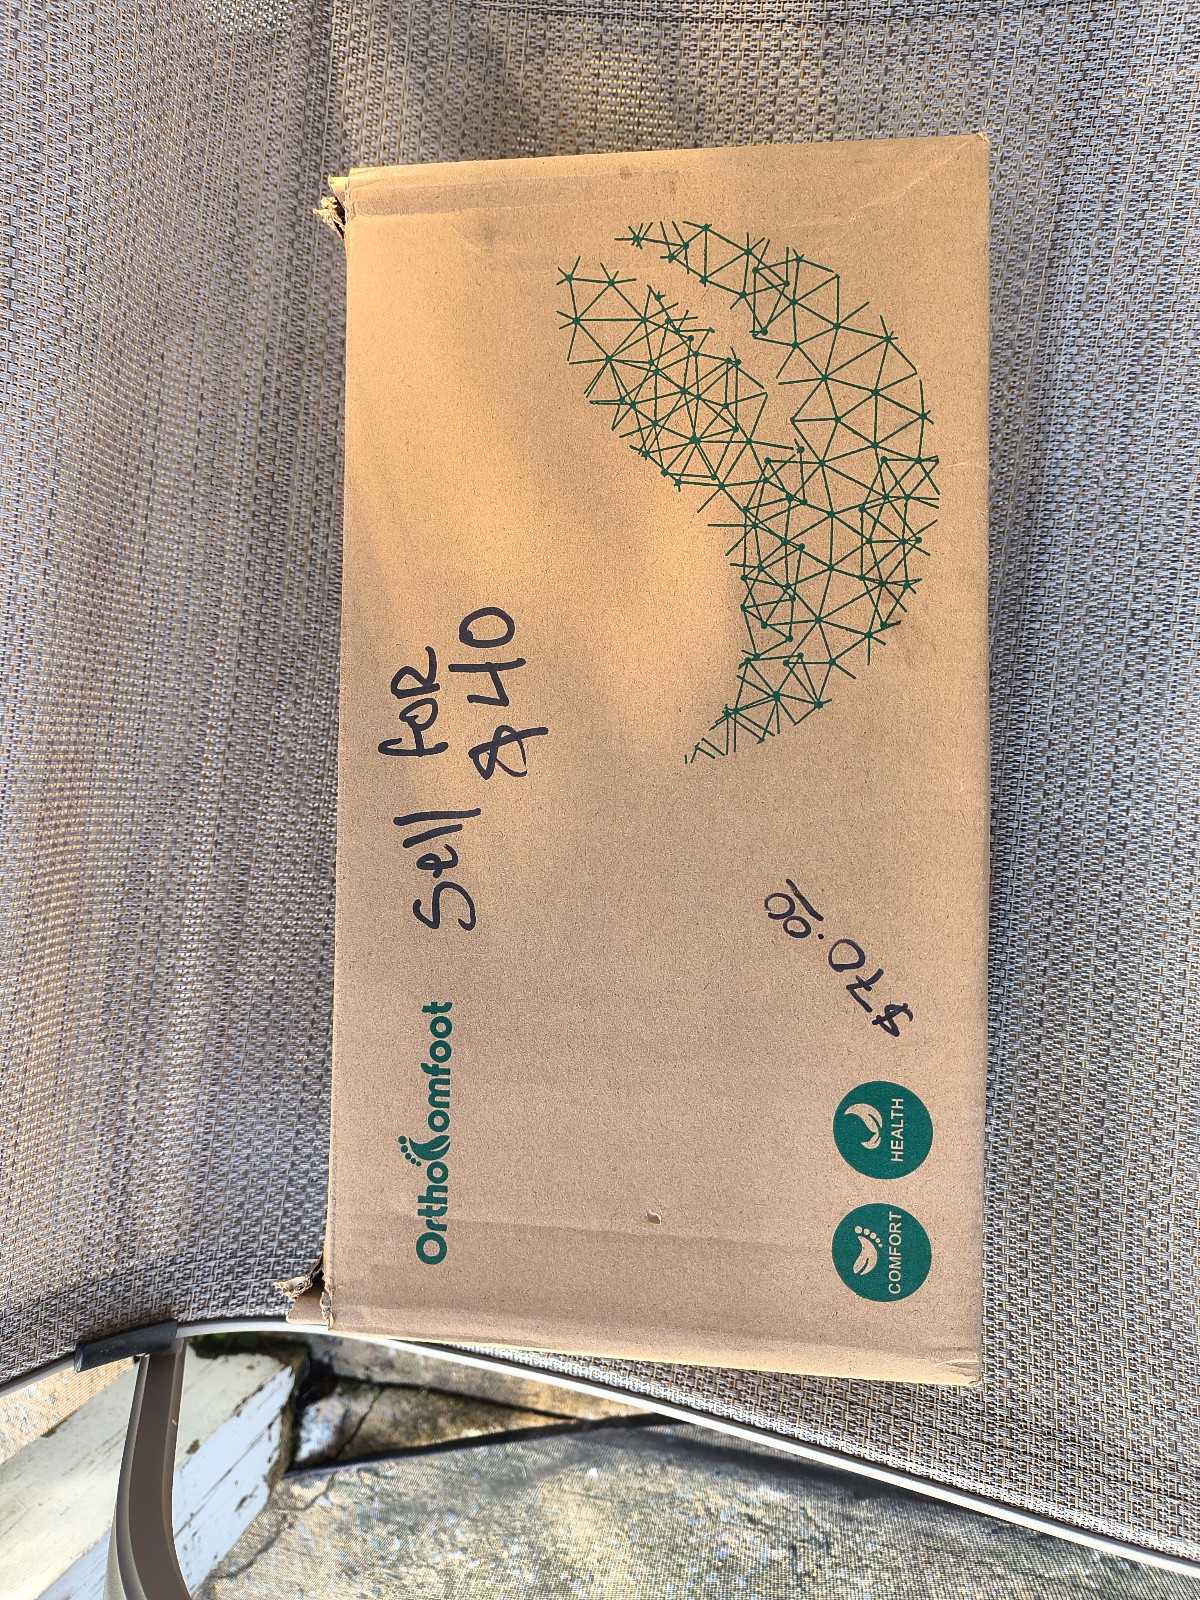 OrthoComfoot
Sell foR
$40
$70.00
COMFORT
HEALTH